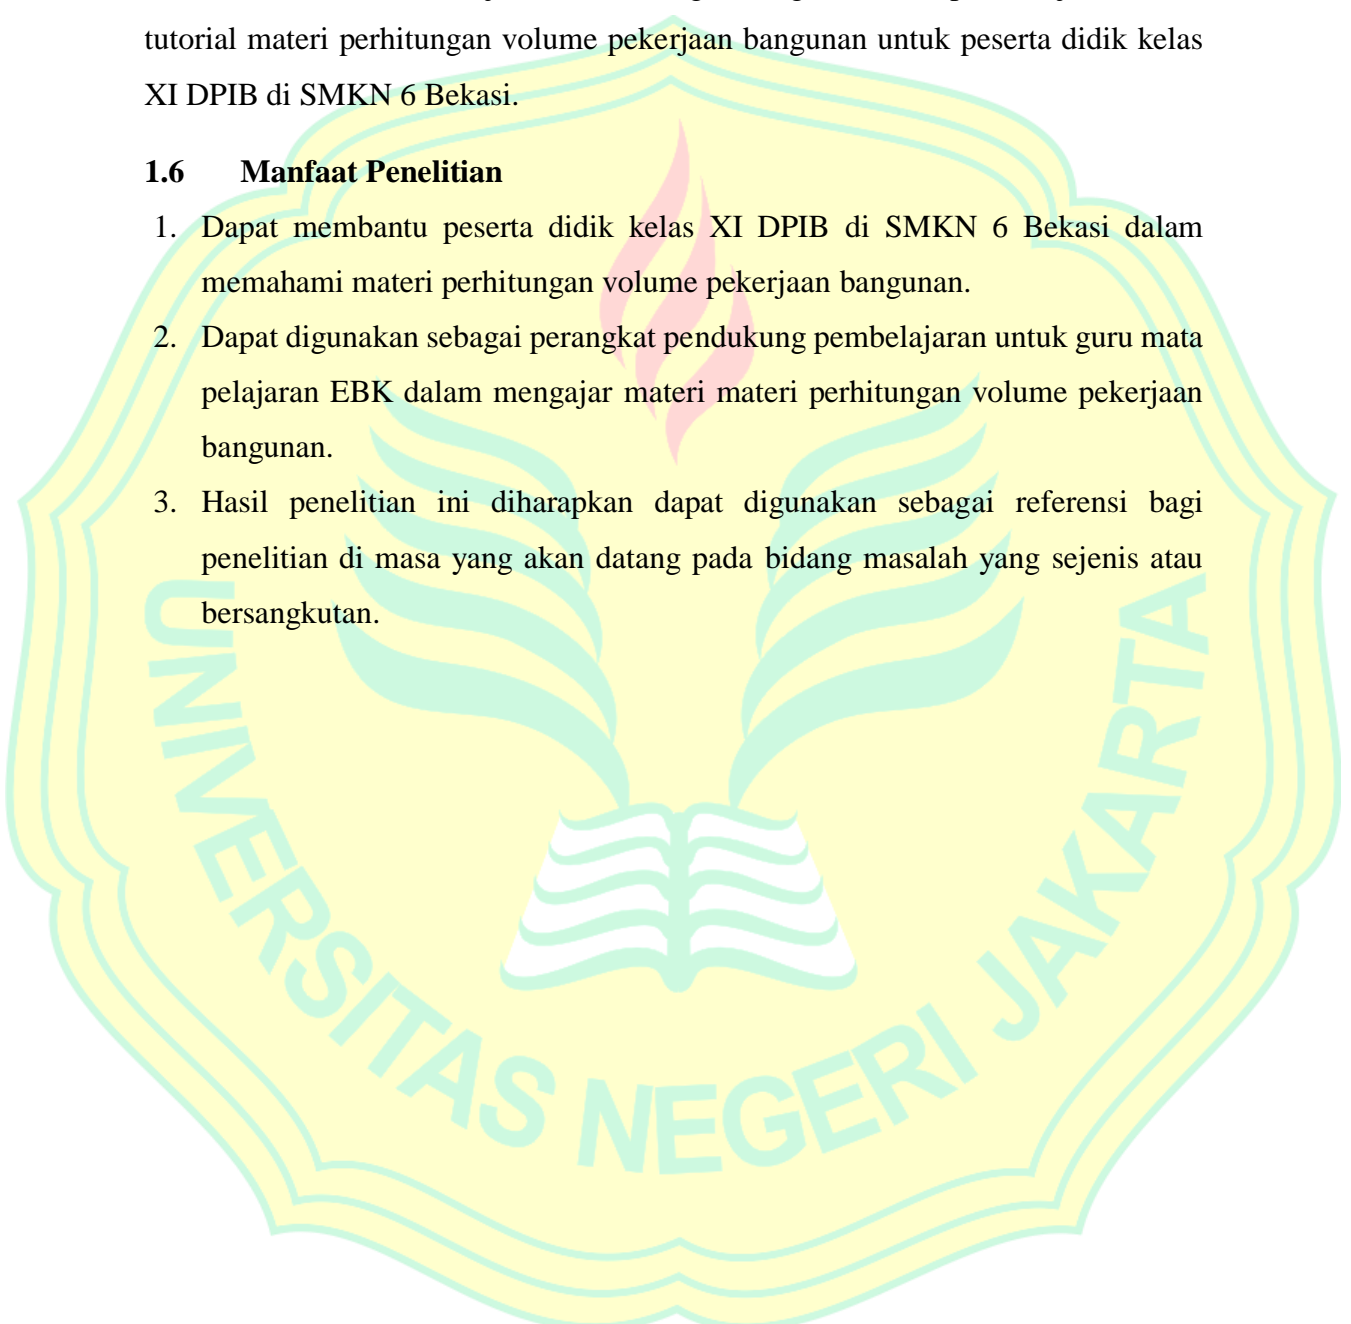 tutorial materi perhitungan volume pekerjaan bangunan untuk peserta didik kelas
XI DPIB di SMKN 6 Bekasi.
1.6 Manfaat Penelitian
1. Dapat membantu peserta didik kelas XI DPIB di SMKN 6 Bekasi dalam
memahami materi perhitungan volume pekerjaan bangunan.
2. Dapat digunakan sebagai perangkat pendukung pembelajaran untuk guru mata
pelajaran EBK dalam mengajar materi materi perhitungan volume pekerjaan
bangunan.
3. Hasil penelitian ini diharapkan dapat digunakan sebagai referensi bagi
penelitian di masa yang akan datang pada bidang masalah yang sejenis atau
bersangkutan.
UNIVERSITAS NEGERI JAKARTA